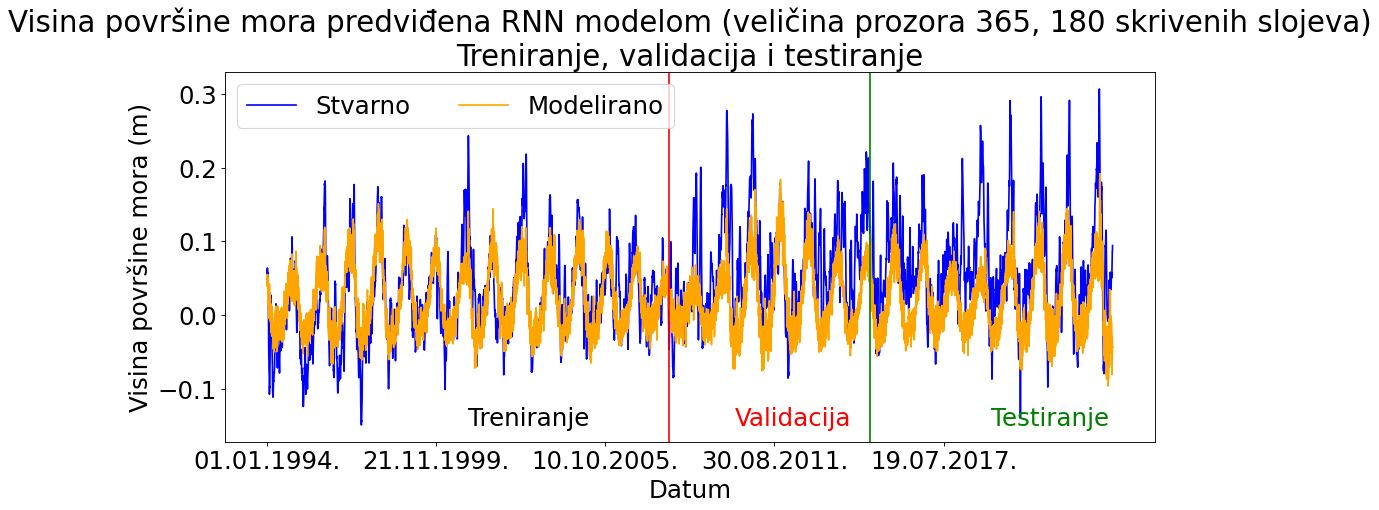 Visina površine mora predviđena RNN modelom (veličina prozora 365, 180 skrivenih slojeva)
Treniranje, validacija i testiranje
Stvarno
Modelirano
Visina površine mora (m)
0.3
0.2
0.1
0.0
−0.1
Treniranje
Validacija
Testiranje
01.01.1994.
21.11.1999.
10.10.2005.
30.08.2011.
19.07.2017.
Datum